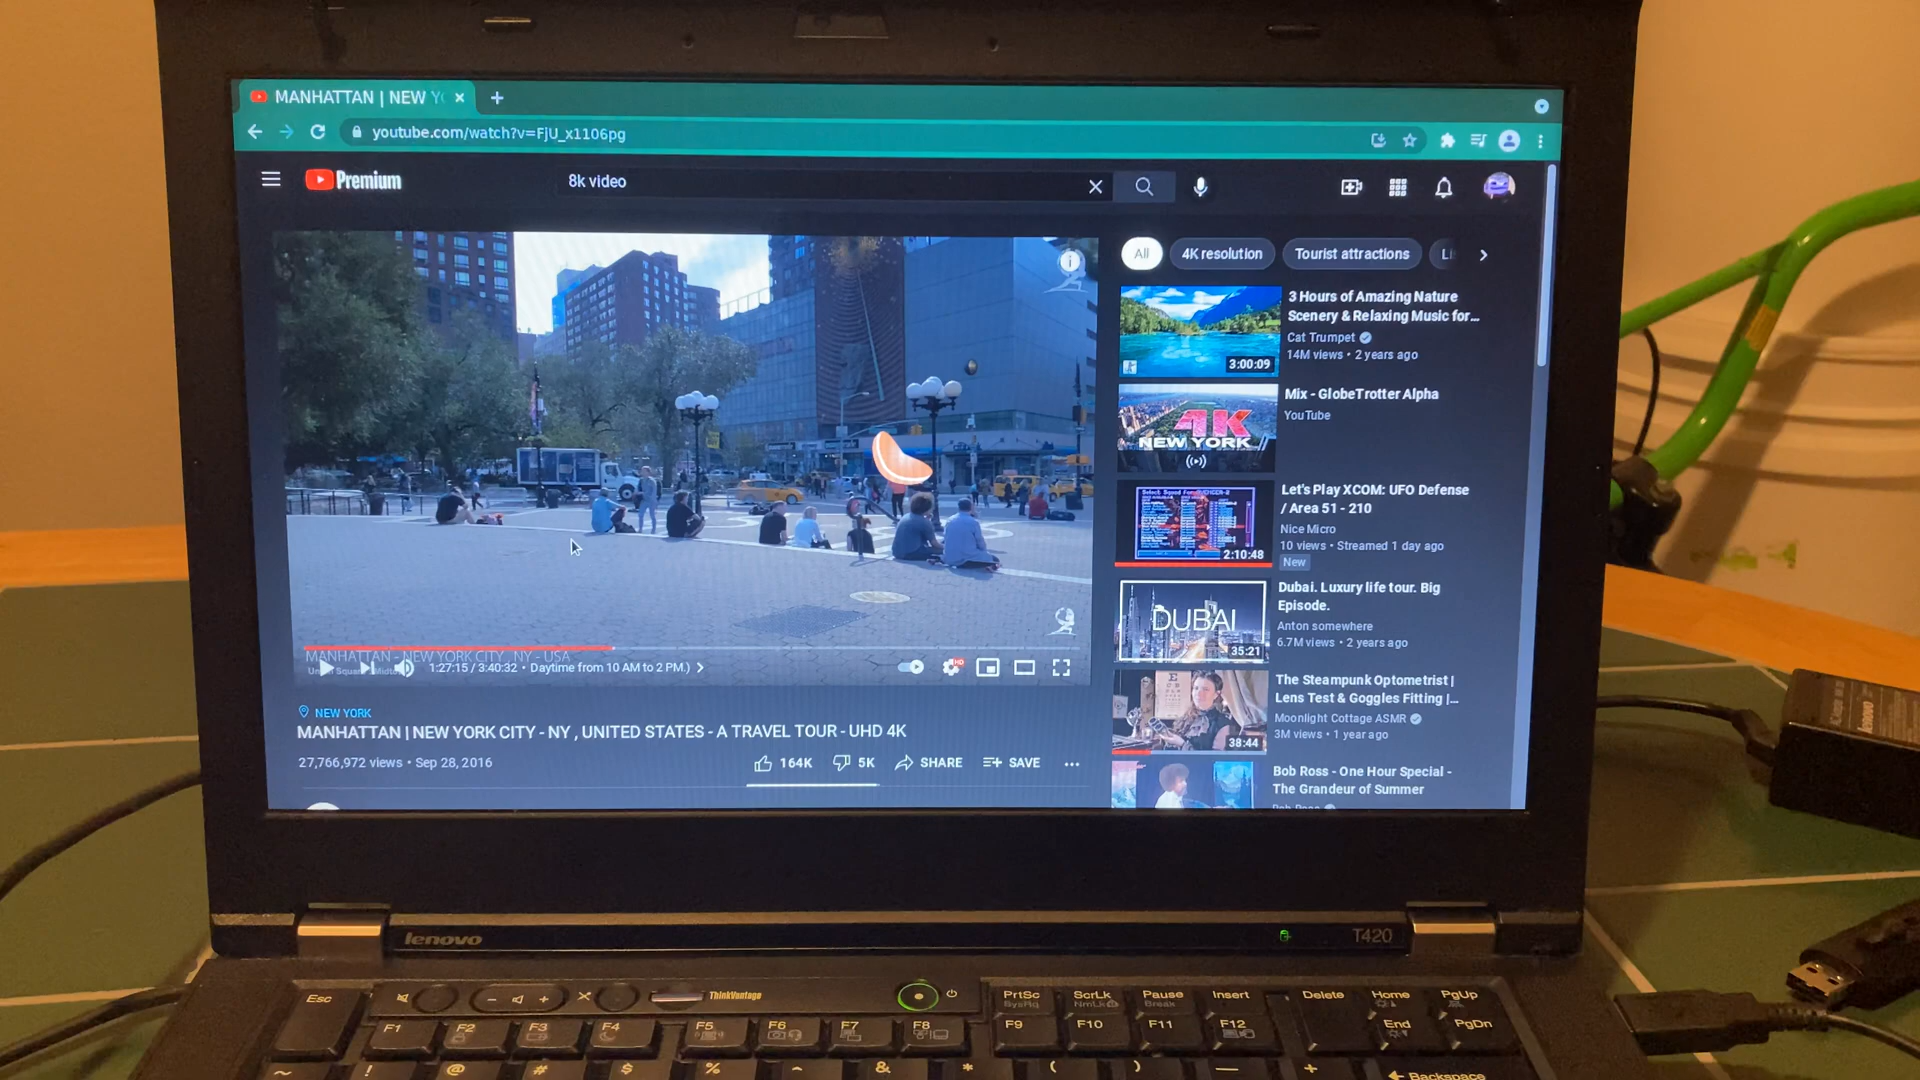 MANHATTAN | NEW Y
youtube.com/watch?v=FjU_x1106pg
Premium
8k video
All
4K resolution
Tourist attractions
Li
3 Hours of Amazing Nature
Scenery & Relaxing Music for...
Cat Trumpet
14M views • 2 years ago
3:00:09
Mix - GlobeTrotter Alpha
YouTube
4K
NEW YORK
Let's Play XCOM: UFO Defense
/ Area 51 - 210
Nice Micro
10 views • Streamed 1 day ago
New
2:10:48
Dubai. Luxury life tour. Big
Episode.
Anton somewhere
6.7M views • 2 years ago
DUBAI
35:21
The Steampunk Optometrist |
Lens Test & Goggles Fitting |...
Moonlight Cottage ASMR
3M views • 1 year ago
38:44
Bob Ross - One Hour Special -
The Grandeur of Summer
MANHATTAN - NEW YORK CITY, NY - USA
1:27:15 / 3:40:32 • Daytime from 10 AM to 2 PM.)
HD
NEW YORK
MANHATTAN | NEW YORK CITY - NY , UNITED STATES - A TRAVEL TOUR - UHD 4K
27,766,972 views • Sep 28, 2016
164K
5K
SHARE
SAVE
lenovo
T420
Esc
ThinkVantage
PrtSc
SysRq
ScrLk
NmLk
Pause
Break
Insert
Delete
Home
PgUp
F1
F2
F3
F4
F5
F6
F7
F8
F9
F10
F11
F12
End
PgDn
~ ! @ # $ % ^ & * ( ) — +
Backspace